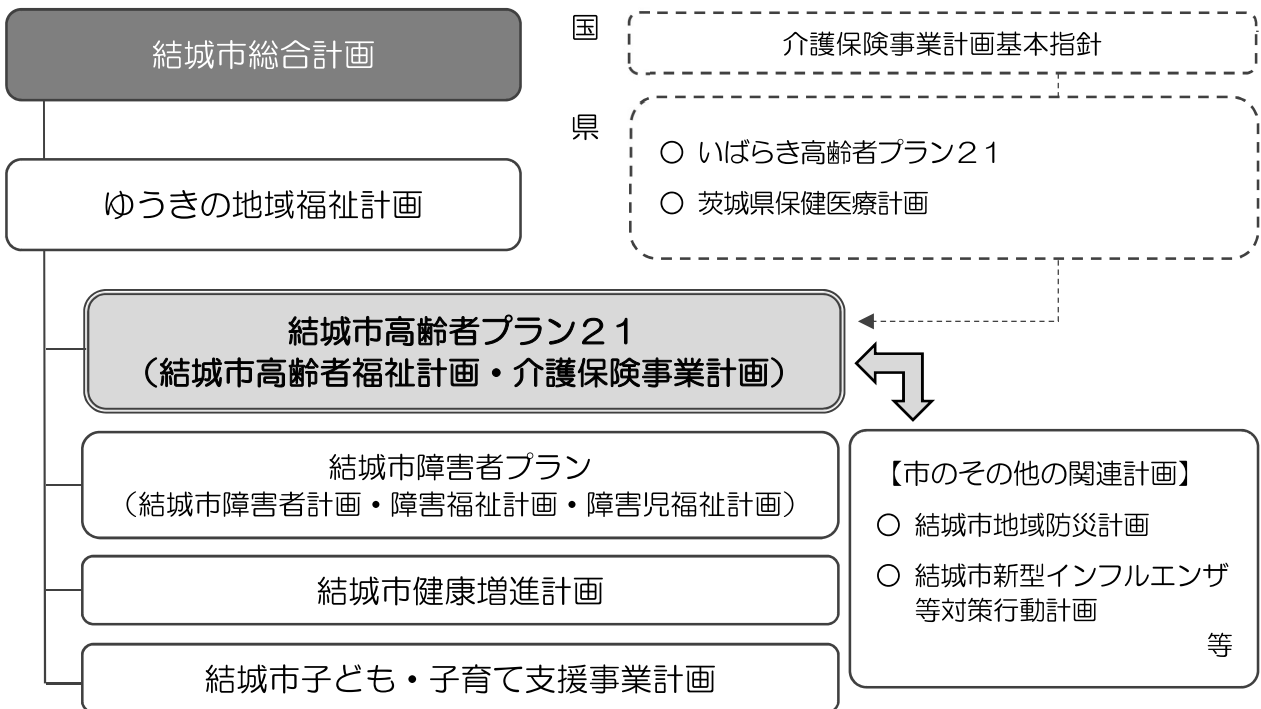 結城市総合計画
ゆうきの地域福祉計画
国
介護保険事業計画基本指針
県
○ いばらき高齢者プラン２１
○ 茨城県保健医療計画
結城市高齢者プラン２１
（結城市高齢者福祉計画・介護保険事業計画）
結城市障害者プラン
（結城市障害者計画・障害福祉計画・障害児福祉計画）
結城市健康増進計画
結城市子ども・子育て支援事業計画
【市のその他の関連計画】
○ 結城市地域防災計画
○ 結城市新型インフルエンザ
等対策行動計画
等